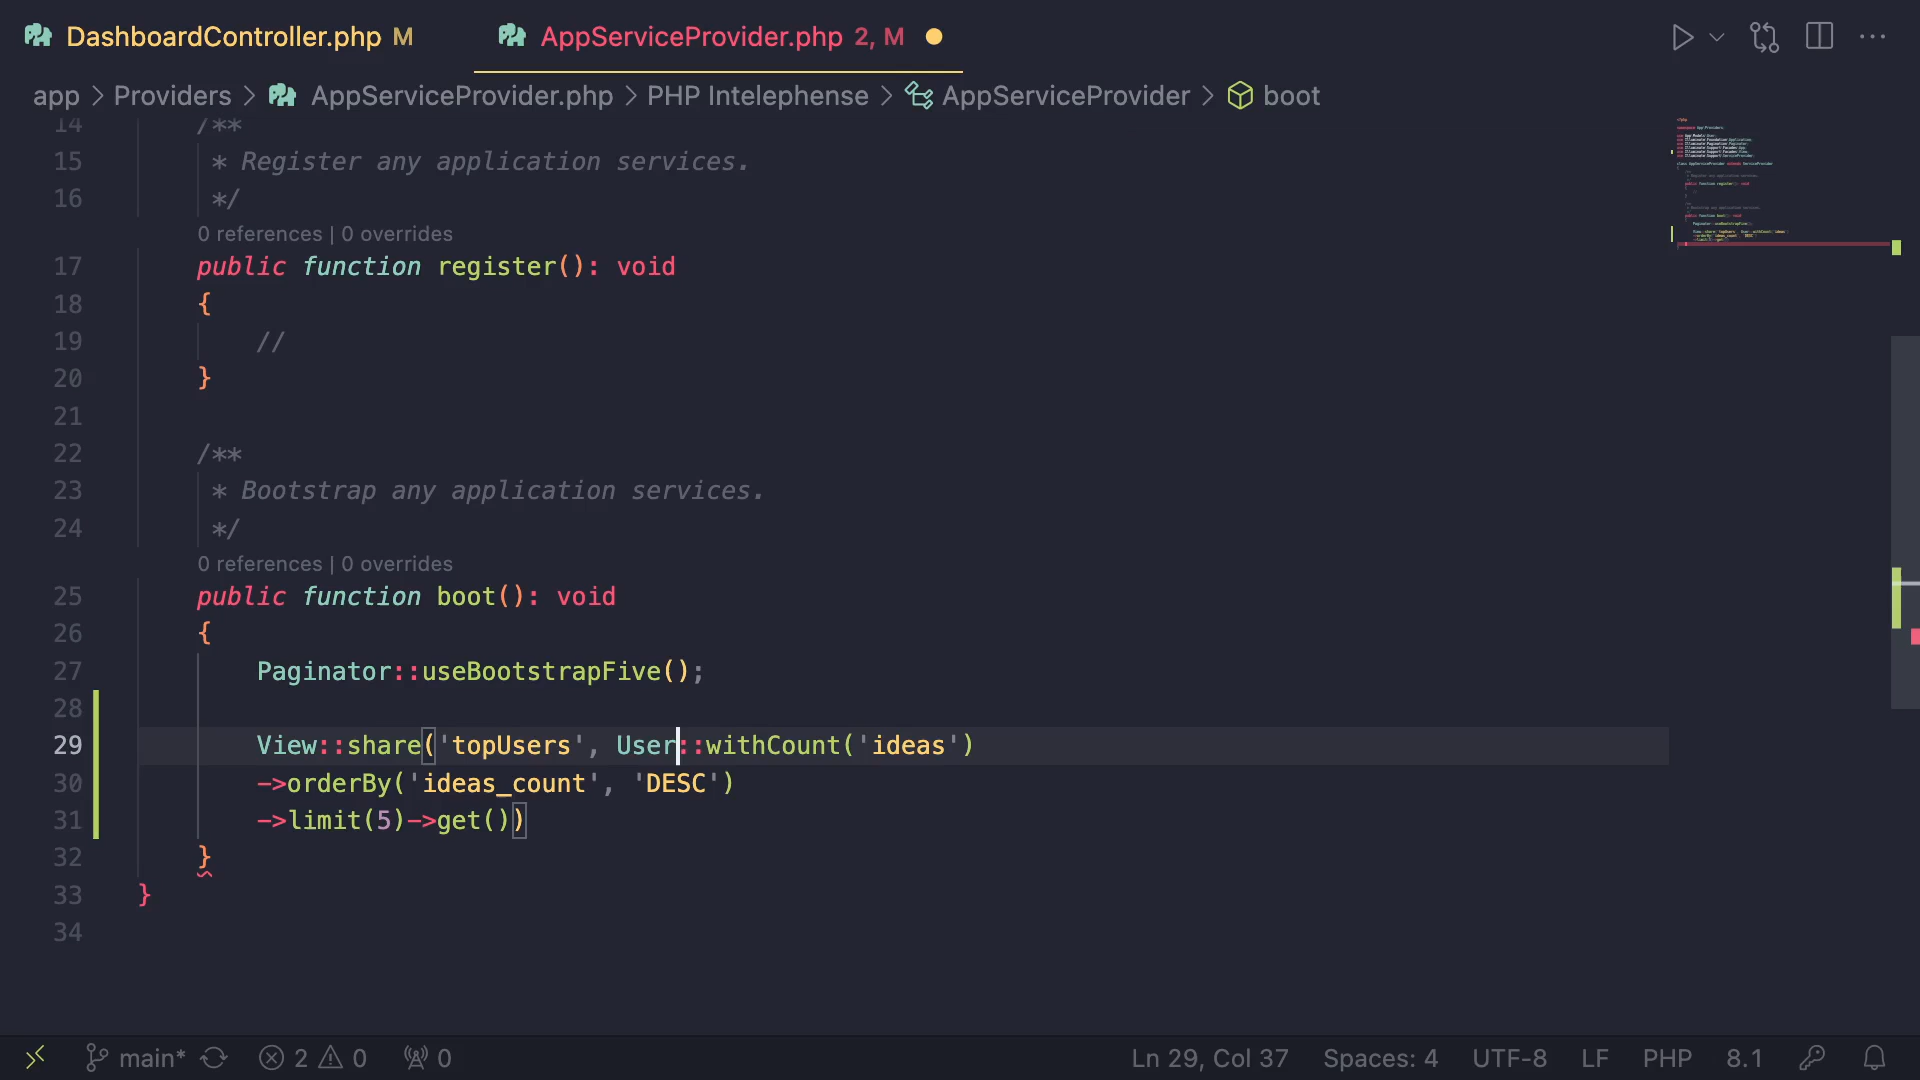 DashboardController.php M
AppServiceProvider.php 2, M
app > Providers > AppServiceProvider.php > PHP Intelephense > AppServiceProvider > boot
14 /**
15 * Register any application services.
16 */
0 references | 0 overrides
17 public function register(): void
18 {
19 //
20 }
21
22 /**
23 * Bootstrap any application services.
24 */
0 references | 0 overrides
25 public function boot(): void
26 {
27 Paginator::useBootstrapFive();
28
29 View::share('topUsers', User::withCount('ideas')
30 ->orderBy('ideas_count', 'DESC')
31 ->limit(5)->get())
32 }
33 }
34
main* 2 0 0 Ln 29, Col 37 Spaces: 4 UTF-8 LF PHP 8.1